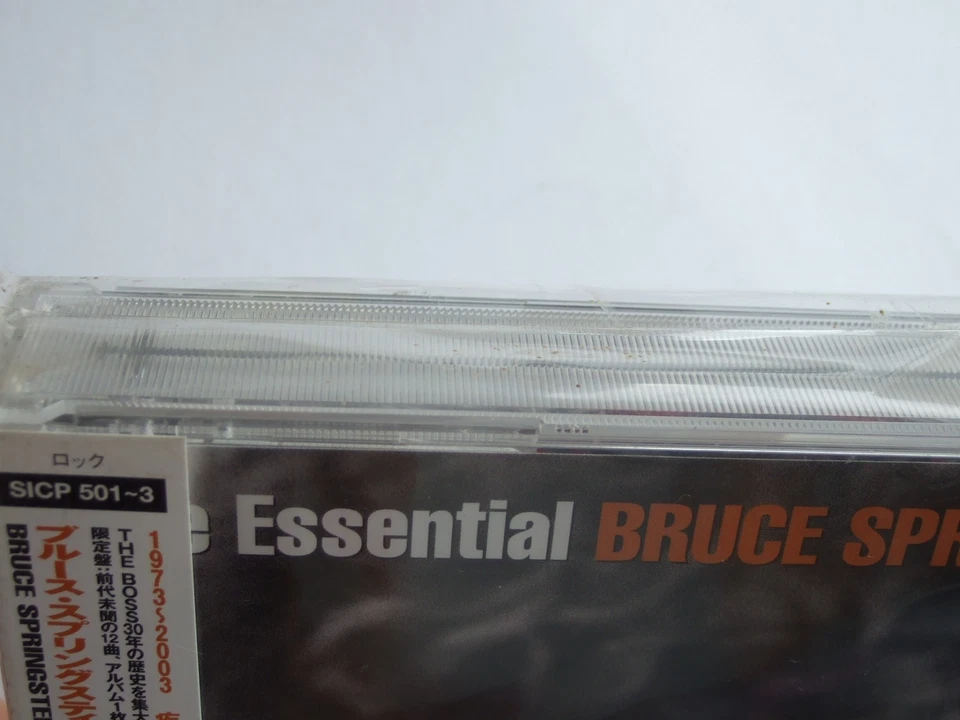 ロック
SICP 501~3
1973~2003
THE BOSS30年の歴史を集大
限定盤:前代未聞の12曲、アルバム1枚
ブルース・スプリングスティ
BRUCE SPRINGSTE
Essential BRUCE SPR